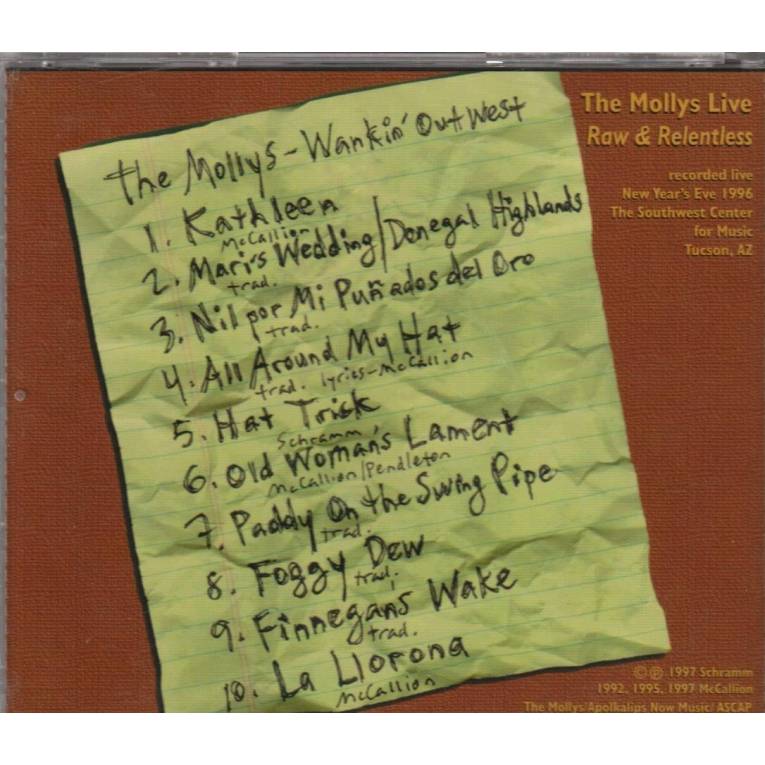 The Mollys Live
Raw & Relentless
recorded live
New Year's Eve 1996
The Southwest Center
for Music
Tucson, AZ
the Mollys - Wankin' Out West
1. Kathleen
McCallion
2. Mari's Wedding/Donegal Highlands
trad.
3. Nil por Mi Puñados del Oro
trad.
4. All Around My Hat
trad. lyrics-McCallion
5. Hat Trick
Schramm
6. Old Woman's Lament
McCallion/Pendleton
7. Paddy On the Swing Pipe
trad.
8. Foggy Dew
trad.
9. Finnegan's Wake
trad.
10. La Llorona
McCallion
©℗ 1997 Schramm
1992, 1995, 1997 McCallion
The Mollys/Apolkalips Now Music/ASCAP